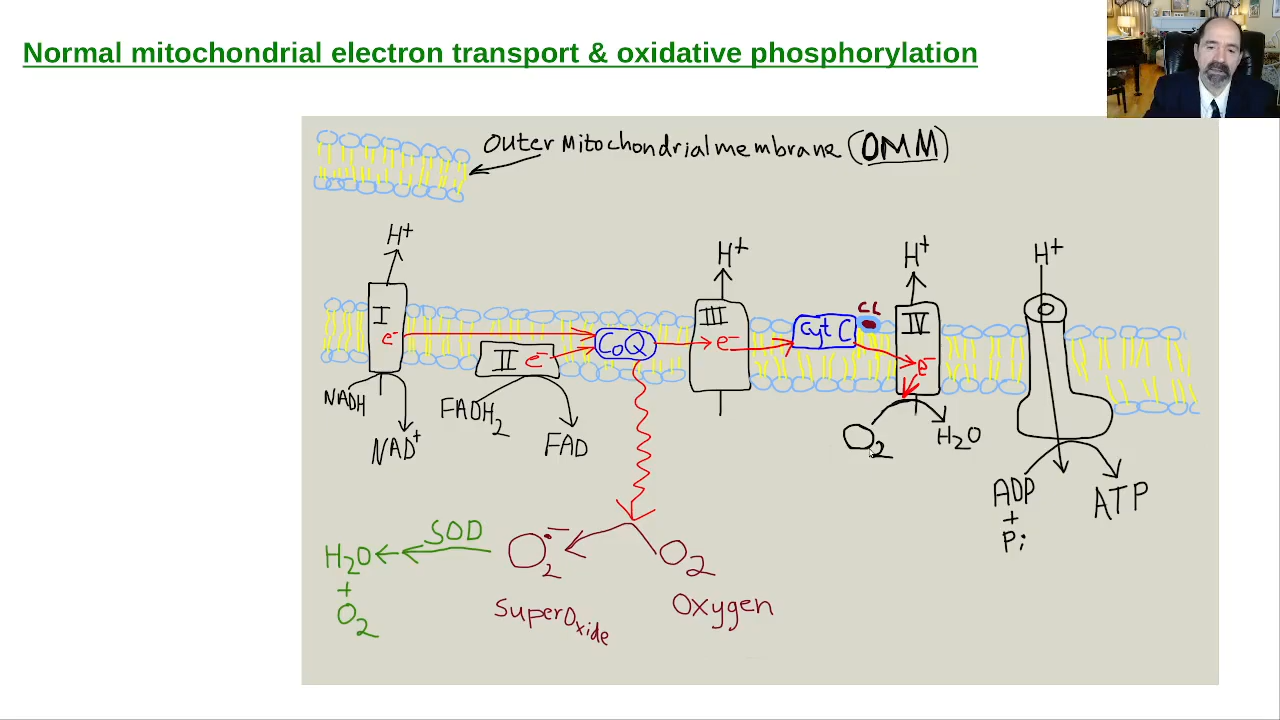 Normal mitochondrial electron transport & oxidative phosphorylation
Outer Mitochondrial membrane (OMM)
H+
H+
H+
H+
I
e-
II
e-
CoQ
III
e-
Cyt C
CL
IV
e-
NADH
NAD+
FADH2
FAD
O2
H2O
ADP
+
Pi
ATP
SOD
H2O
+
O2
O2•-
SuperOxide
O2
Oxygen